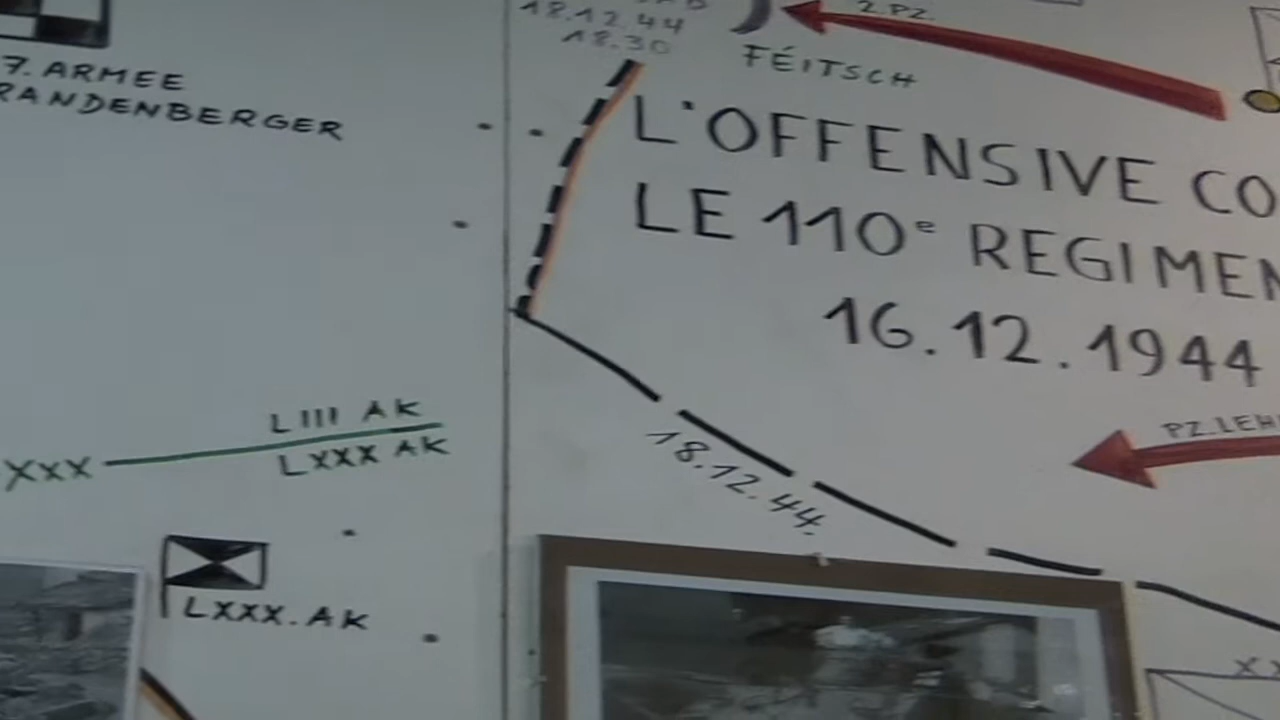 18.12.44
18.30
2.PZ.
FÉITSCH
7. ARMEE
RANDENBERGER
L'OFFENSIVE CO
LE 110e REGIMEN
16.12.1944
LIII AK
XXX
LXXX AK
PZ.LEH
18.12.44.
LXXX.AK
XX